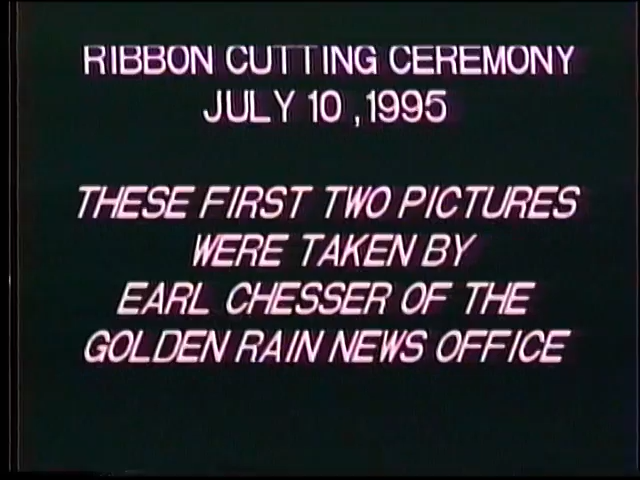 RIBBON CUTTING CEREMONY
JULY 10 ,1995
THESE FIRST TWO PICTURES
WERE TAKEN BY
EARL CHESSER OF THE
GOLDEN RAIN NEWS OFFICE